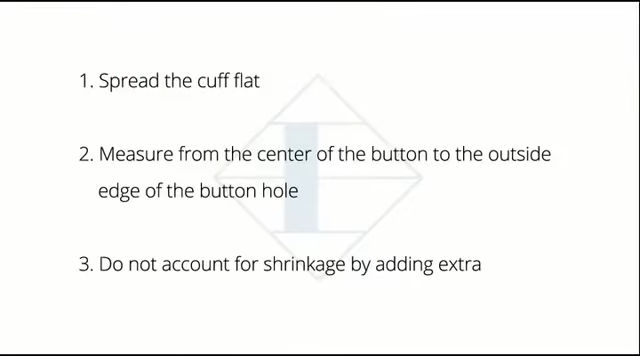 1. Spread the cuff flat
2. Measure from the center of the button to the outside
edge of the button hole
3. Do not account for shrinkage by adding extra